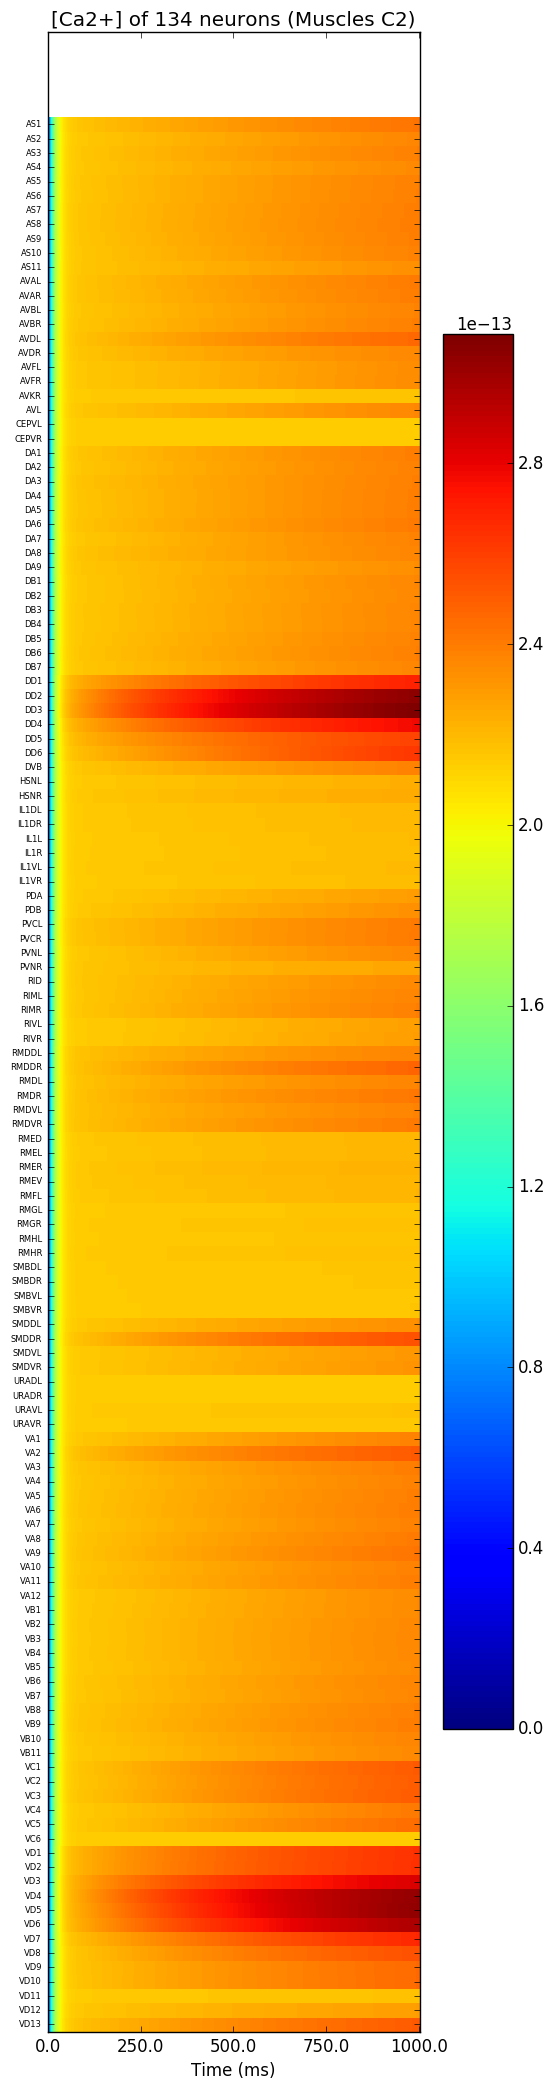 [Ca2+] of 134 neurons (Muscles C2)
AS1
AS2
AS3
AS4
AS5
AS6
AS7
AS8
AS9
AS10
AS11
AVAL
AVAR
AVBL
AVBR
AVDL
AVDR
AVFL
AVFR
AVKR
AVL
CEPVL
CEPVR
DA1
DA2
DA3
DA4
DA5
DA6
DA7
DA8
DA9
DB1
DB2
DB3
DB4
DB5
DB6
DB7
DD1
DD2
DD3
DD4
DD5
DD6
DVB
HSNL
HSNR
IL1DL
IL1DR
IL1L
IL1R
IL1VL
IL1VR
PDA
PDB
PVCL
PVCR
PVNL
PVNR
RID
RIML
RIMR
RIVL
RIVR
RMDDL
RMDDR
RMDL
RMDR
RMDVL
RMDVR
RMED
RMEL
RMER
RMEV
RMFL
RMGL
RMGR
RMHL
RMHR
SMBDL
SMBDR
SMBVL
SMBVR
SMDDL
SMDDR
SMDVL
SMDVR
URADL
URADR
URAVL
URAVR
VA1
VA2
VA3
VA4
VA5
VA6
VA7
VA8
VA9
VA10
VA11
VA12
VB1
VB2
VB3
VB4
VB5
VB6
VB7
VB8
VB9
VB10
VB11
VC1
VC2
VC3
VC4
VC5
VC6
VD1
VD2
VD3
VD4
VD5
VD6
VD7
VD8
VD9
VD10
VD11
VD12
VD13
0.0 250.0 500.0 750.0 1000.0
Time (ms)
1e−13
2.8
2.4
2.0
1.6
1.2
0.8
0.4
0.0